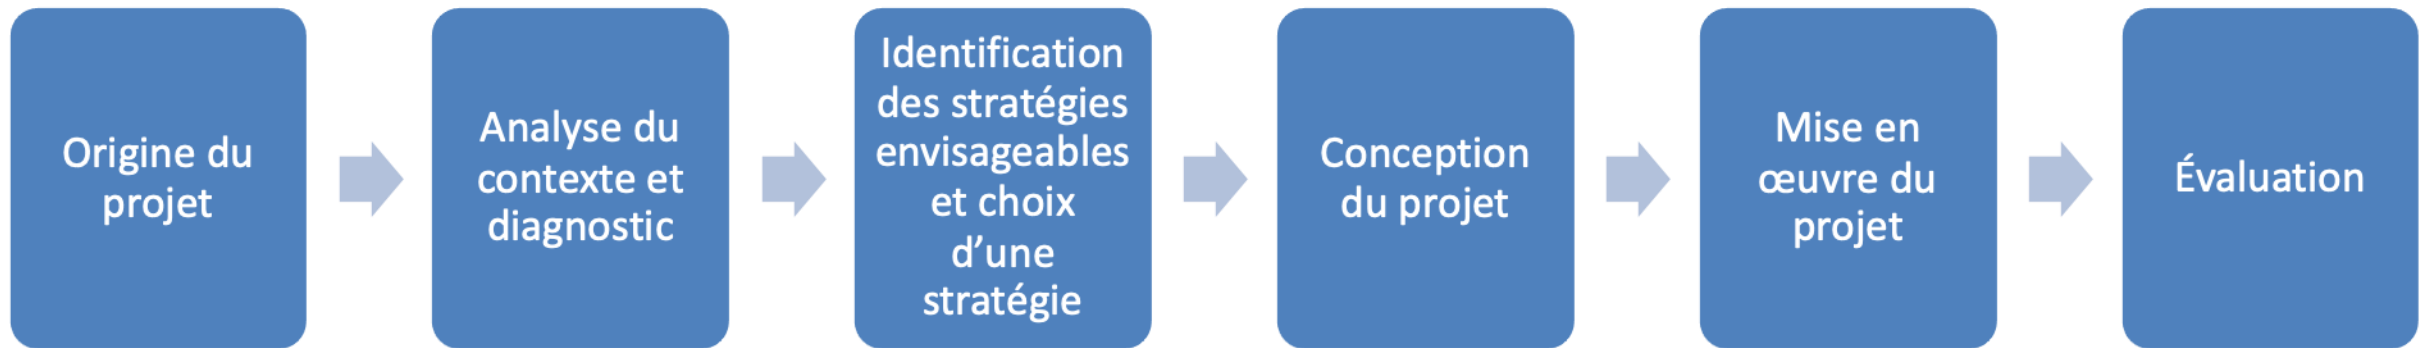 Origine du
projet
Analyse du
contexte et
diagnostic
Identification
des stratégies
envisageables
et choix
d’une
stratégie
Conception
du projet
Mise en
œuvre du
projet
Évaluation